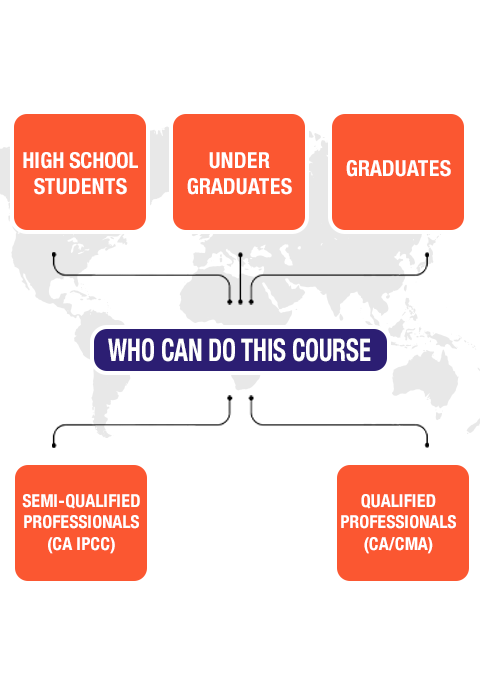 HIGH SCHOOL
STUDENTS
UNDER
GRADUATES
GRADUATES
WHO CAN DO THIS COURSE
SEMI-QUALIFIED
PROFESSIONALS
(CA IPCC)
QUALIFIED
PROFESSIONALS
(CA/CMA)